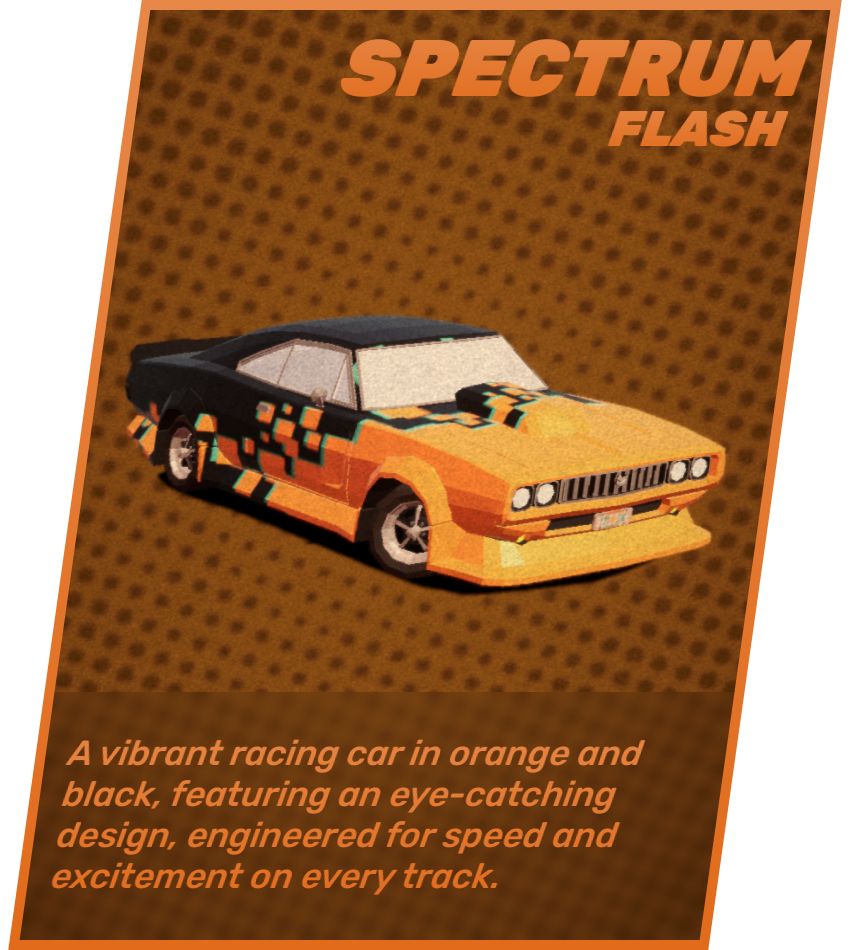 SPECTRUM
FLASH
A vibrant racing car in orange and
black, featuring an eye-catching
design, engineered for speed and
excitement on every track.